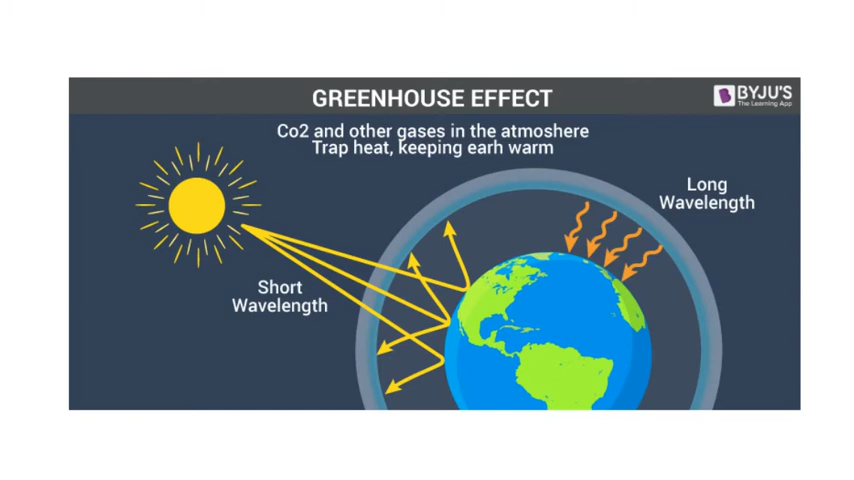 GREENHOUSE EFFECT
BYJU'S
The Learning App
Co2 and other gases in the atmoshere
Trap heat, keeping earh warm
Long
Wavelength
Short
Wavelength